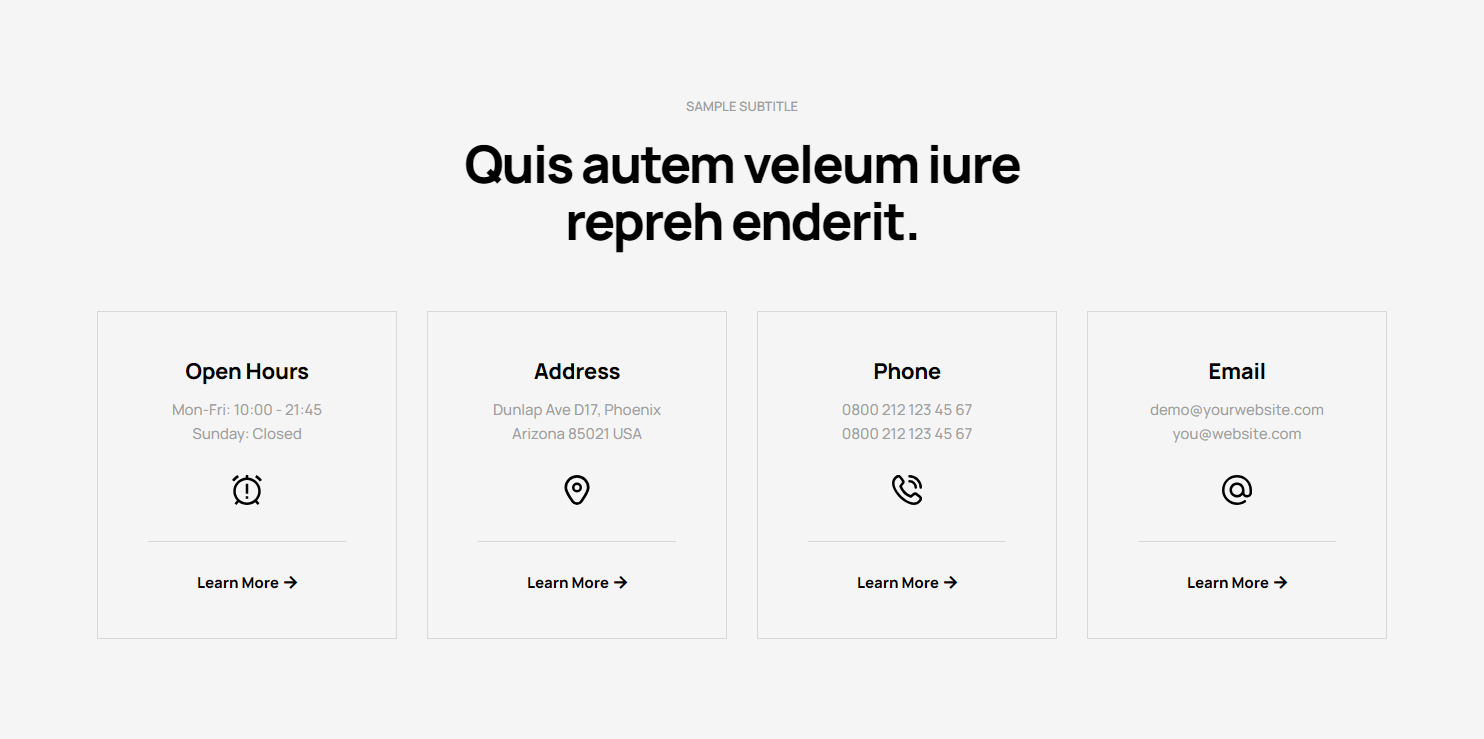 SAMPLE SUBTITLE
Quis autem veleum iure
repreh enderit.
Open Hours
Mon-Fri: 10:00 - 21:45
Sunday: Closed
Learn More →
Address
Dunlap Ave D17, Phoenix
Arizona 85021 USA
Learn More →
Phone
0800 212 123 45 67
0800 212 123 45 67
Learn More →
Email
demo@yourwebsite.com
you@website.com
Learn More →